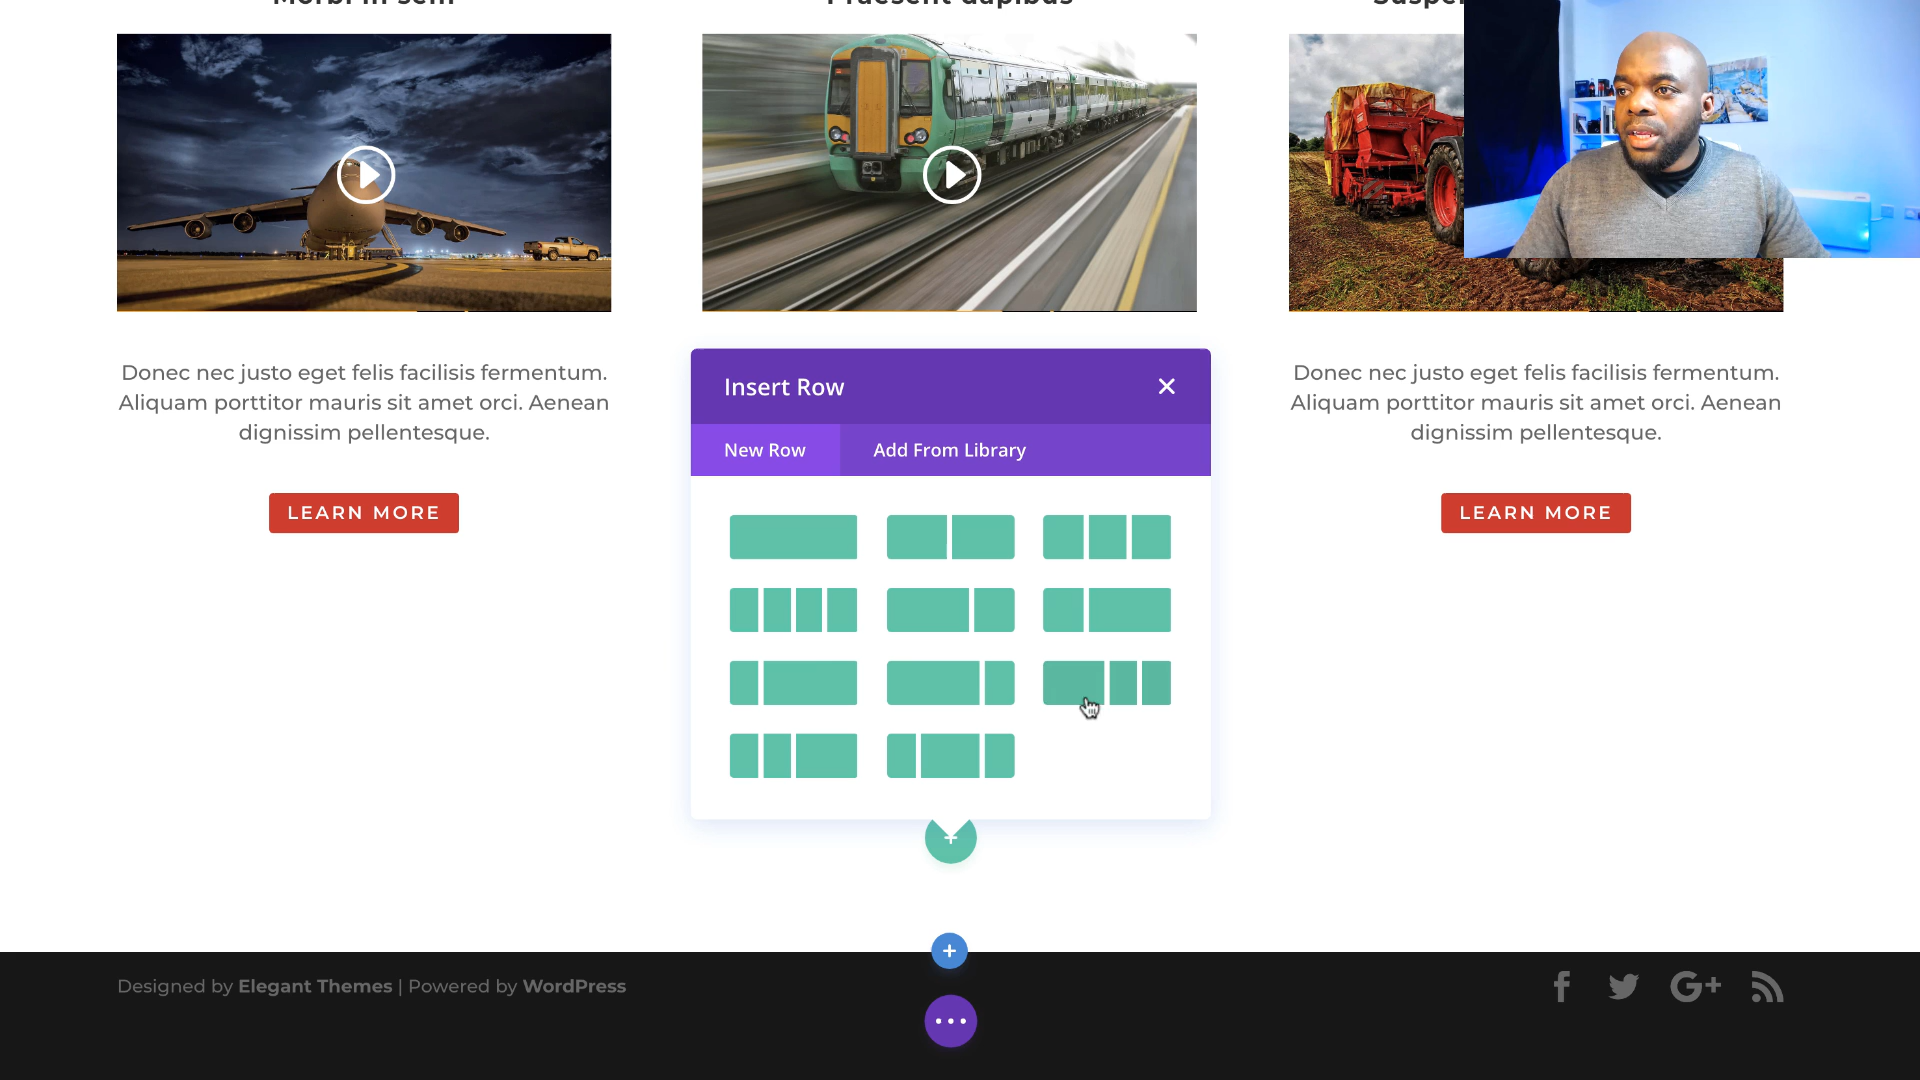 Morbi in sem
Praesent dapibus
Donec nec justo eget felis facilisis fermentum.
Aliquam porttitor mauris sit amet orci. Aenean
dignissim pellentesque.
LEARN MORE
Insert Row
New Row
Add From Library
Donec nec justo eget felis facilisis fermentum.
Aliquam porttitor mauris sit amet orci. Aenean
dignissim pellentesque.
LEARN MORE
Designed by Elegant Themes | Powered by WordPress